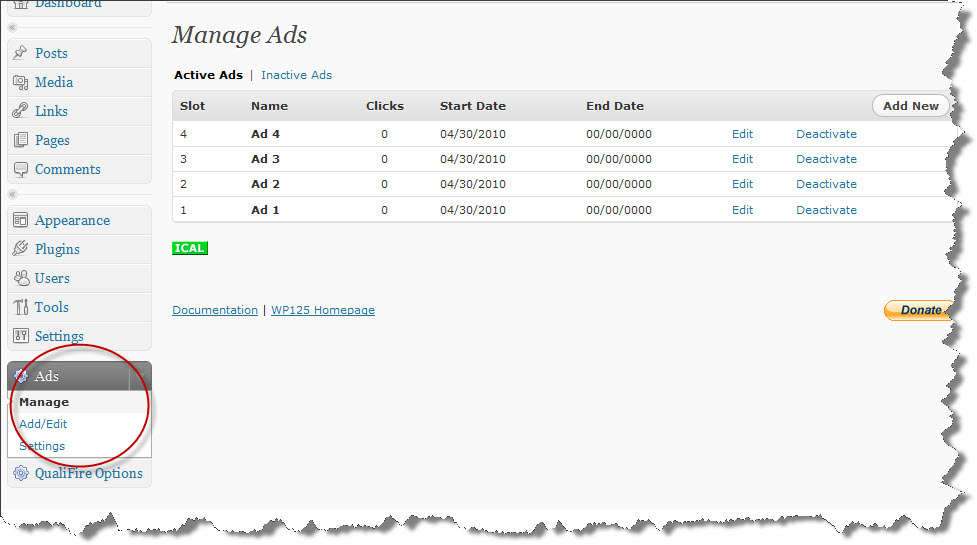 Dashboard
Posts
Media
Links
Pages
Comments
Appearance
Plugins
Users
Tools
Settings
Ads
Manage
Add/Edit
Settings
QualiFire Options
Manage Ads
Active Ads | Inactive Ads
Slot Name Clicks Start Date End Date Add New
4 Ad 4 0 04/30/2010 00/00/0000 Edit Deactivate
3 Ad 3 0 04/30/2010 00/00/0000 Edit Deactivate
2 Ad 2 0 04/30/2010 00/00/0000 Edit Deactivate
1 Ad 1 0 04/30/2010 00/00/0000 Edit Deactivate
ICAL
Documentation | WP125 Homepage
Donate